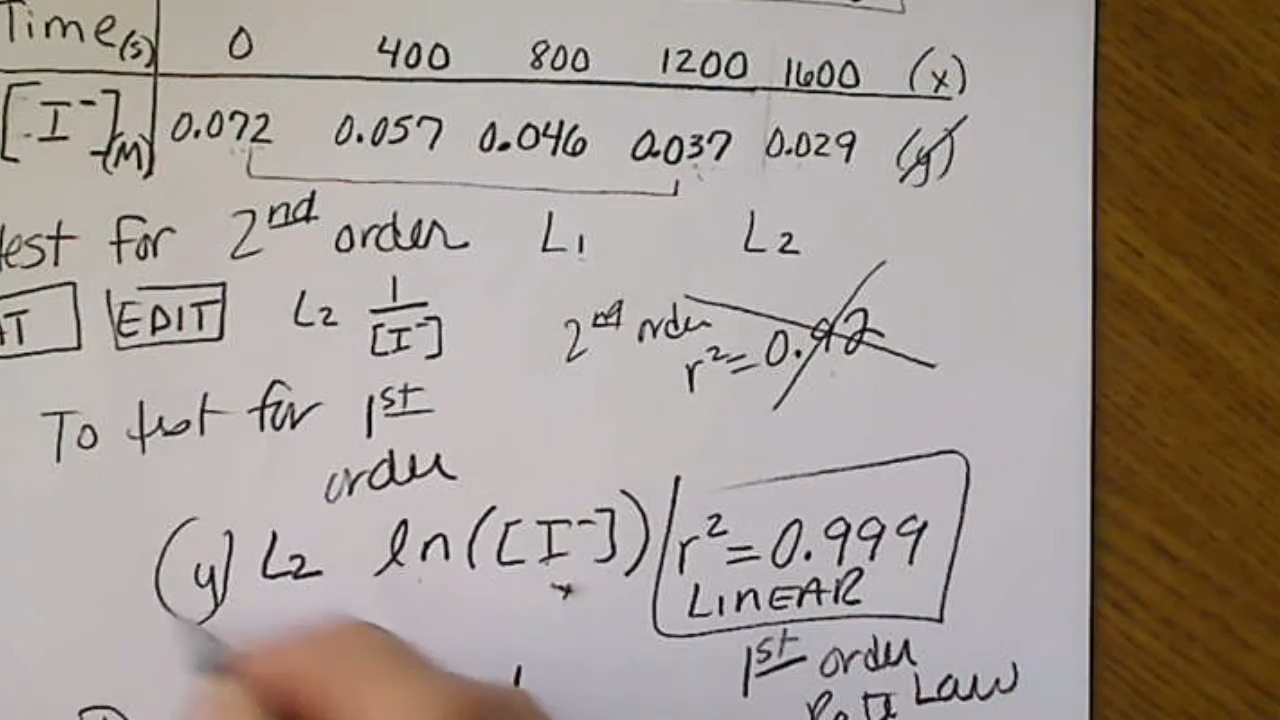 Time(s) 0 400 800 1200 1600 (x)
[I⁻](M) 0.072 0.057 0.046 0.037 0.029 (y)
test for 2nd order L1 L2
EDIT L2 1/[I⁻]
2nd order
r²=0.92
To test for 1st
order
(y) L2 ln([I⁻]) r²=0.999
LINEAR
1st order
Law